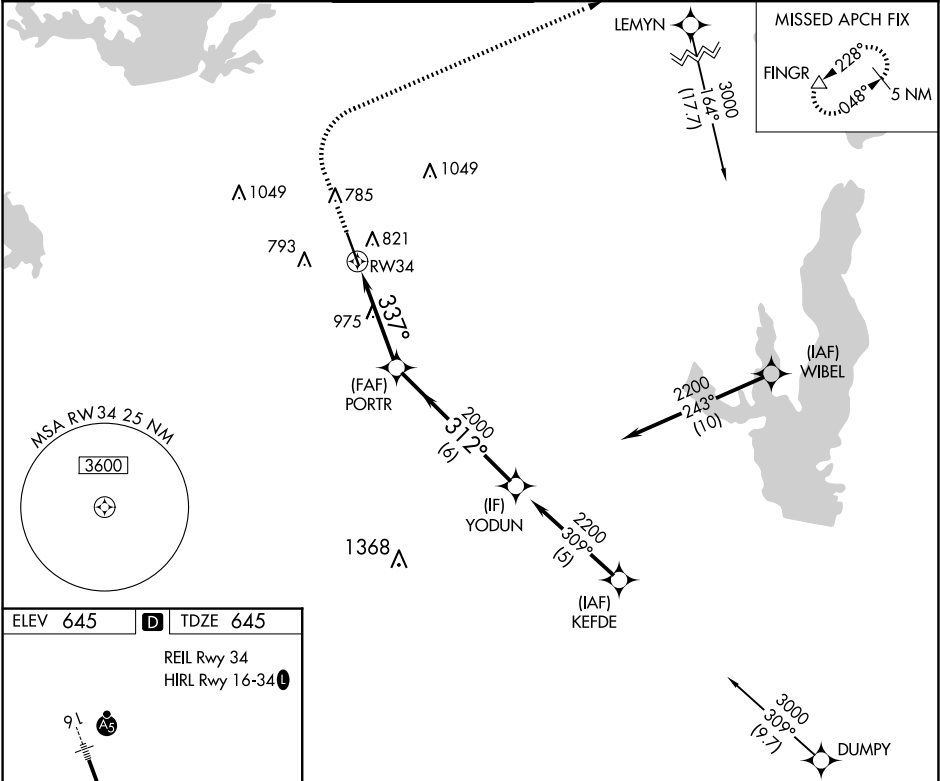 LEMYN
3000
164°
(17.7)
MISSED APCH FIX
FINGR
228°
048°
5 NM
1049
785
1049
793
821
RW34
975
337°
(FAF)
PORTR
2000
312°
(6)
(IF)
YODUN
(IAF)
WIBEL
2200
243°
(10)
MSA RW34 25 NM
3600
1368
2200
309°
(5)
(IAF)
KEFDE
ELEV 645
D
TDZE 645
REIL Rwy 34
HIRL Rwy 16-34 L
16
A5
3000
309°
(9.7)
DUMPY